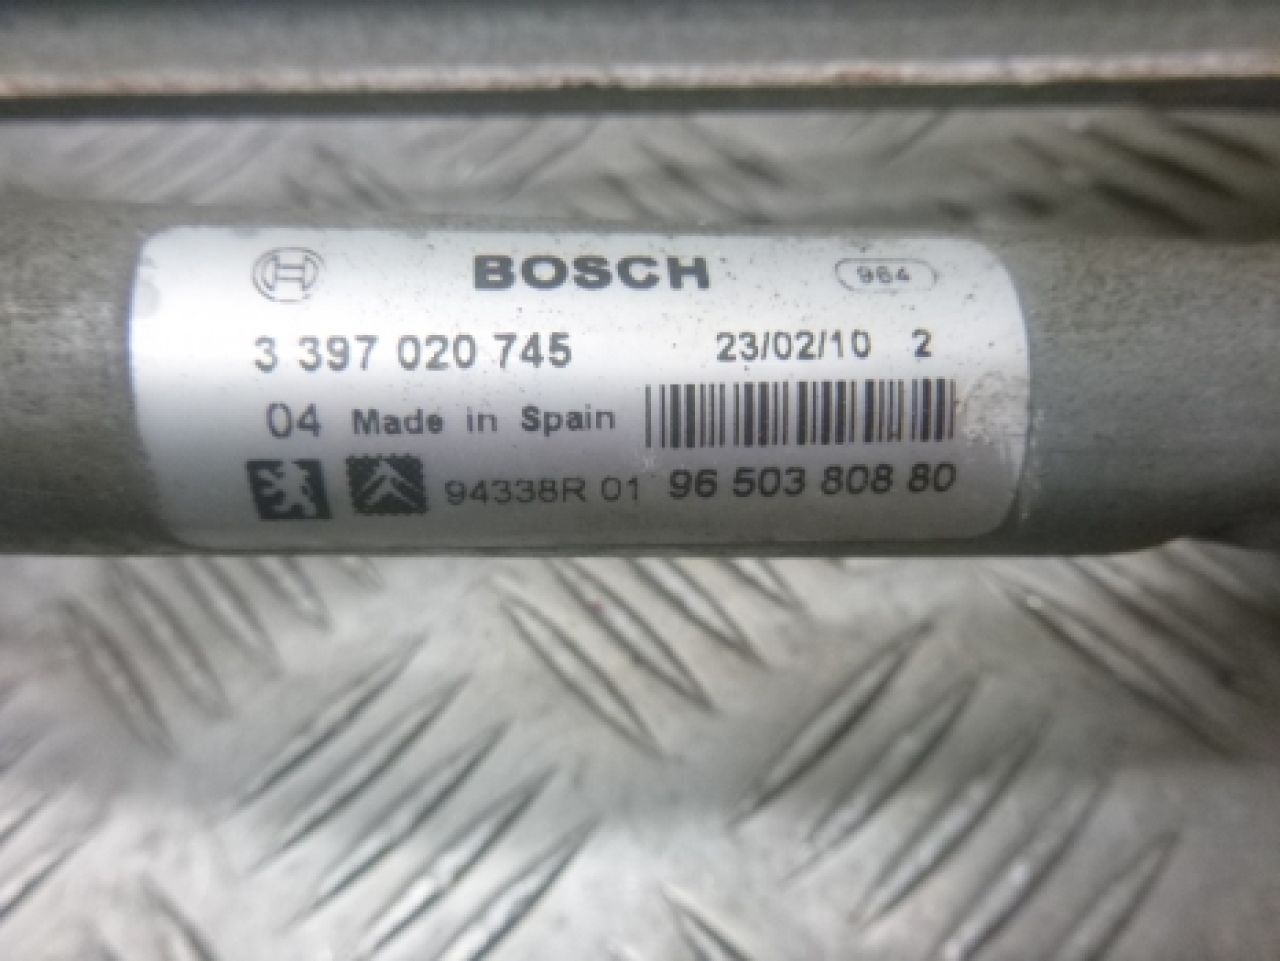 BOSCH 964
3 397 020 745 23/02/10 2
04 Made in Spain
94338R 01 96 503 808 80